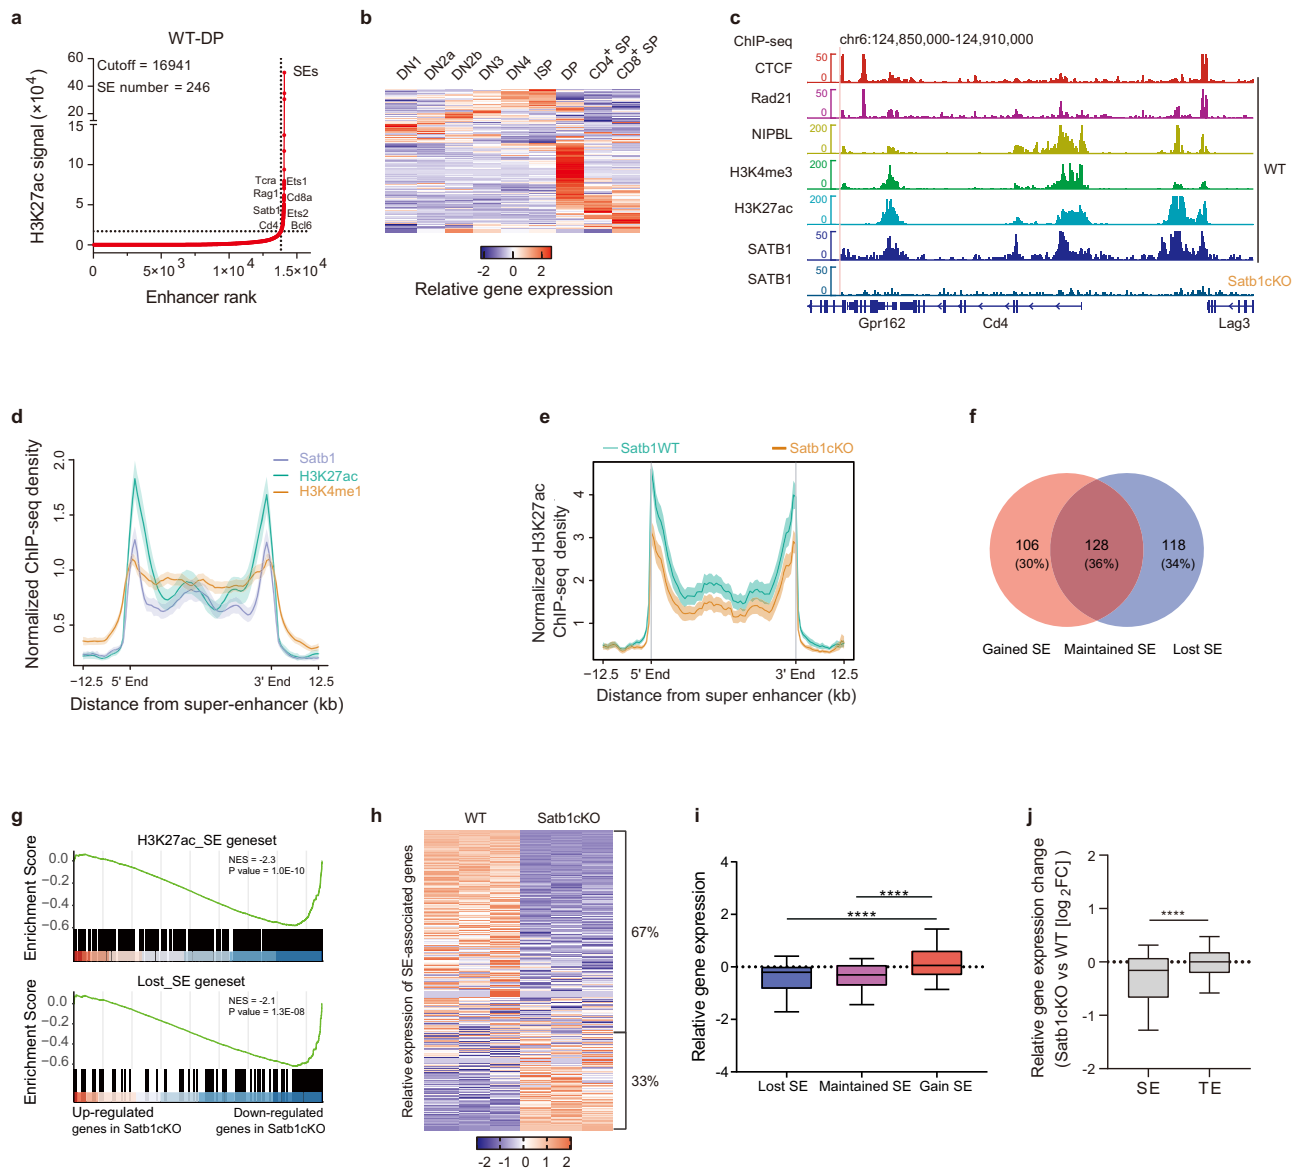 a
WT-DP
Cutoff = 16941
SE number = 246
SEs
H3K27ac signal (×10⁴)
60
40
20
15
10
5
0
Tcra
Ets1
Rag1
Cd8a
Satb1
Ets2
Cd4
Bcl6
0
5×10³
1×10⁴
1.5×10⁴
Enhancer rank
b
DN1
DN2a
DN2b
DN3
DN4
ISP
DP
CD4⁺ SP
CD8⁺ SP
-2
0
2
Relative gene expression
c
ChIP-seq
chr6:124,850,000-124,910,000
CTCF
50
0
Rad21
50
0
NIPBL
200
0
H3K4me3
200
0
H3K27ac
200
0
SATB1
50
0
SATB1
50
0
WT
Satb1cKO
Gpr162
Cd4
Lag3
d
Normalized ChIP-seq density
2.0
1.5
1.0
0.5
Satb1
H3K27ac
H3K4me1
−12.5
5' End
3' End
12.5
Distance from super-enhancer (kb)
e
Satb1WT
Satb1cKO
Normalized H3K27ac
ChIP-seq density
4
3
2
1
−12.5
5' End
3' End
12.5
Distance from super enhancer (kb)
f
106
(30%)
128
(36%)
118
(34%)
Gained SE
Maintained SE
Lost SE
g
H3K27ac_SE geneset
Enrichment Score
0.0
−0.2
−0.4
−0.6
NES = -2.3
P value = 1.0E-10
Lost_SE geneset
Enrichment Score
0.0
−0.2
−0.4
−0.6
NES = -2.1
P value = 1.3E-08
Up-regulated
genes in Satb1cKO
Down-regulated
genes in Satb1cKO
h
WT
Satb1cKO
Relative expression of SE-associated genes
67%
33%
-2
-1
0
1
2
i
Relative gene expression
4
2
0
-2
-4
****
****
Lost SE
Maintained SE
Gain SE
j
Relative gene expression change
(Satb1cKO vs WT [log ₂FC] )
2
1
0
-1
-2
****
SE
TE